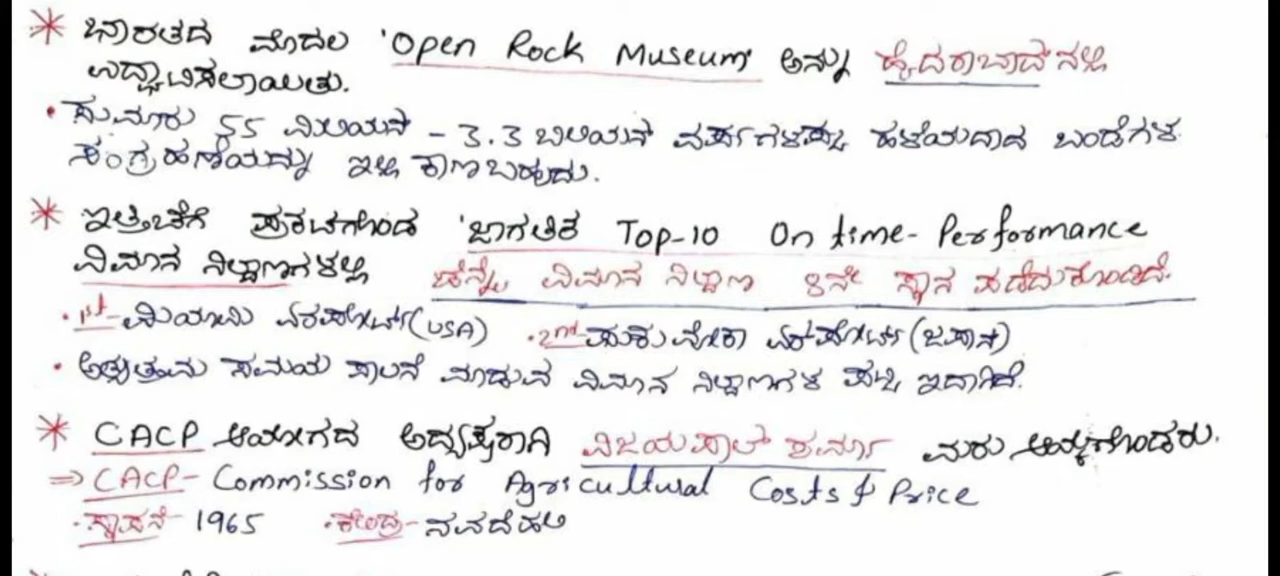 * ಭಾರತದ ಮೊದಲ 'Open Rock Museum' ಅನ್ನು ಹೈದರಾಬಾದ್ ನಲ್ಲಿ
ಉದ್ಘಾಟಿಸಲಾಯಿತು.
• ಸುಮಾರು 55 ಮಿಲಿಯನ್ - 3.3 ಬಿಲಿಯನ್ ವರ್ಷಗಳಷ್ಟು ಹಳೆಯದಾದ ಬಂಡೆಗಳ
ಸಂಗ್ರಹಣೆಯನ್ನು ಇಲ್ಲಿ ಕಾಣಬಹುದು.
* ಇತ್ತೀಚೆಗೆ ಪ್ರಕಟಗೊಂಡ 'ಜಾಗತಿಕ Top-10 On time-Performance
ವಿಮಾನ ನಿಲ್ದಾಣಗಳಲ್ಲಿ ಚೆನ್ನೈ ವಿಮಾನ ನಿಲ್ದಾಣ 8ನೇ ಸ್ಥಾನ ಪಡೆದುಕೊಂಡಿದೆ.
• 1st - ಮಿಯಾಮಿ ಏರಪೋರ್ಟ್ (USA) • 2nd - ಪುಕುವೋಕಾ ಏರ್‌ಪೋರ್ಟ್ (ಜಪಾನ್)
• ಅತ್ಯುತ್ತಮ ಸಮಯ ಪಾಲನೆ ಮಾಡುವ ವಿಮಾನ ನಿಲ್ದಾಣಗಳ ಪಟ್ಟಿ ಇದಾಗಿದೆ.
* CACP ಆಯೋಗದ ಅಧ್ಯಕ್ಷರಾಗಿ ವಿಜಯಪಾಲ್ ಶರ್ಮಾ ಮರು ಆಯ್ಕೆಗೊಂಡರು.
⇒ CACP - Commission for Agricultural Costs & Price
• ಸ್ಥಾಪನೆ - 1965 • ಕೇಂದ್ರ - ನವದೆಹಲಿ